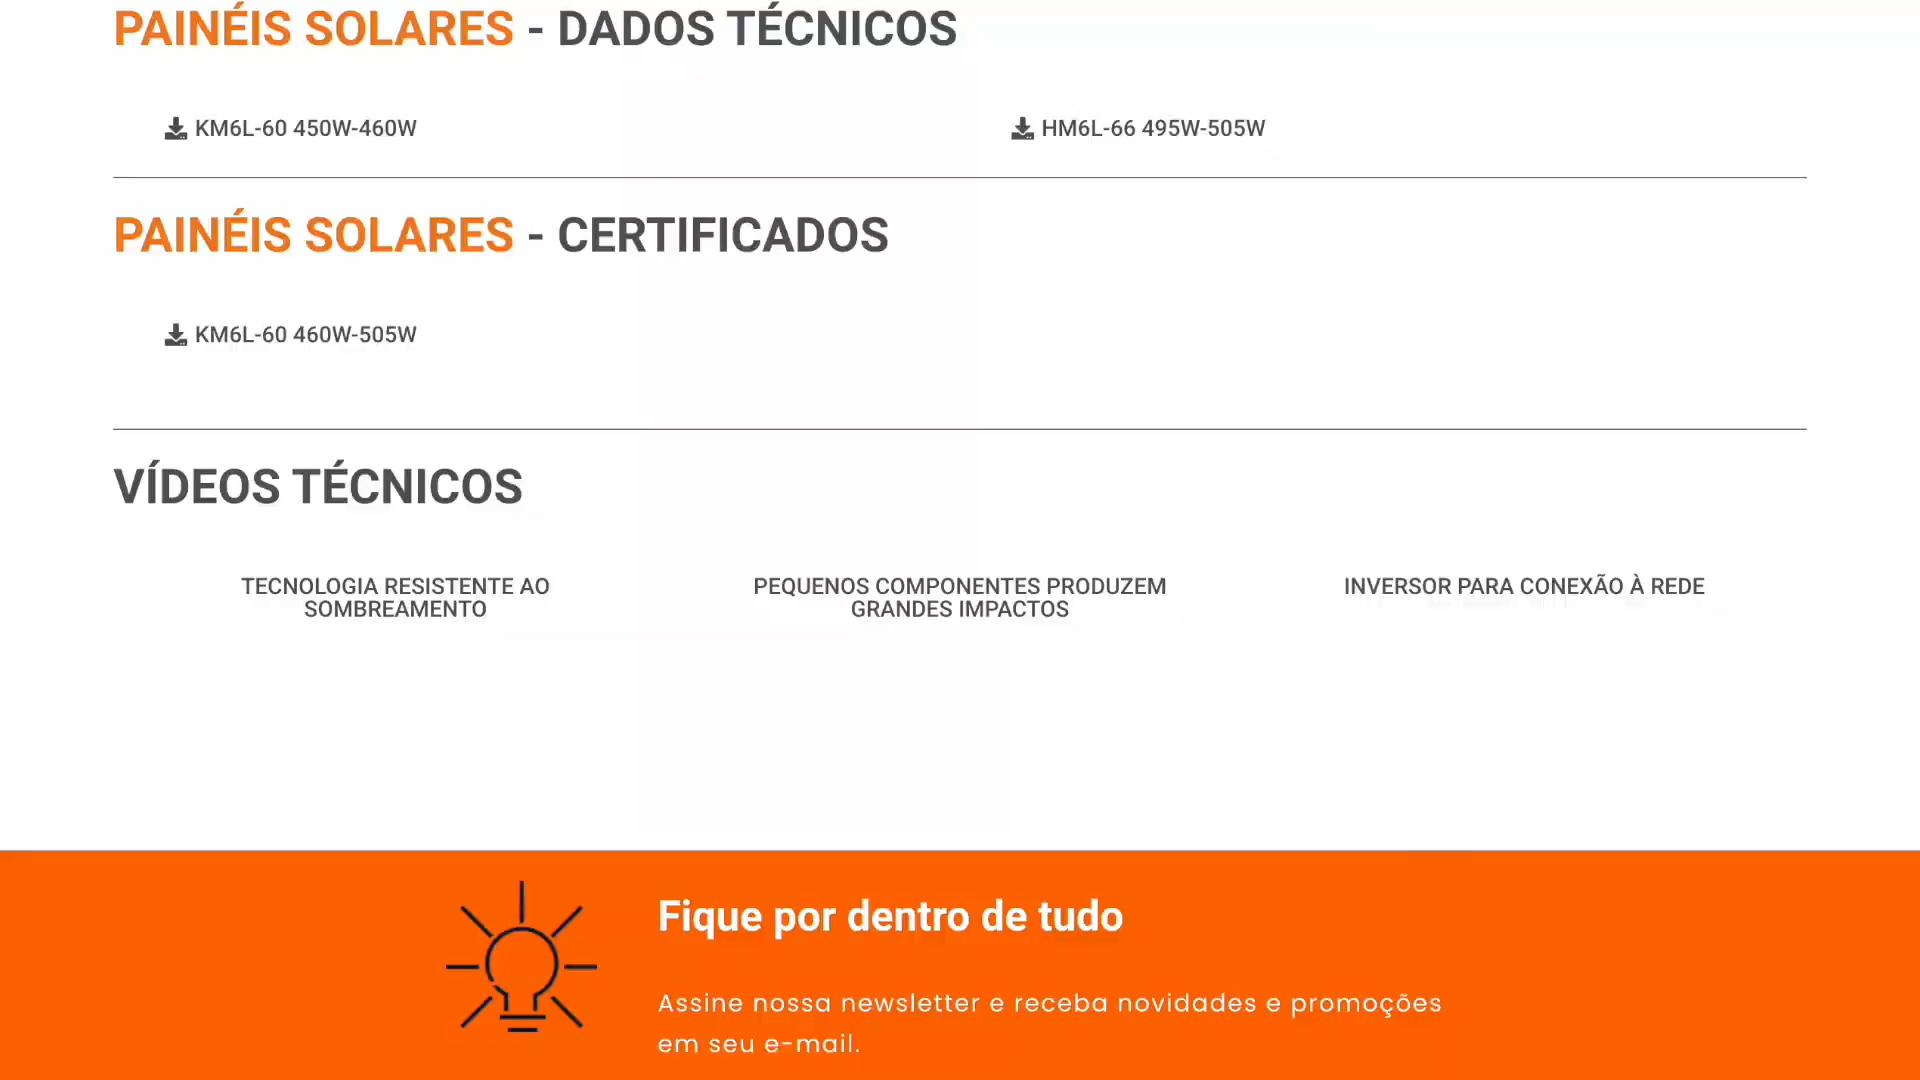 PAINÉIS SOLARES - DADOS TÉCNICOS
KM6L-60 450W-460W
HM6L-66 495W-505W
PAINÉIS SOLARES - CERTIFICADOS
KM6L-60 460W-505W
VÍDEOS TÉCNICOS
TECNOLOGIA RESISTENTE AO
SOMBREAMENTO
PEQUENOS COMPONENTES PRODUZEM
GRANDES IMPACTOS
INVERSOR PARA CONEXÃO À REDE
Fique por dentro de tudo
Assine nossa newsletter e receba novidades e promoções
em seu e-mail.